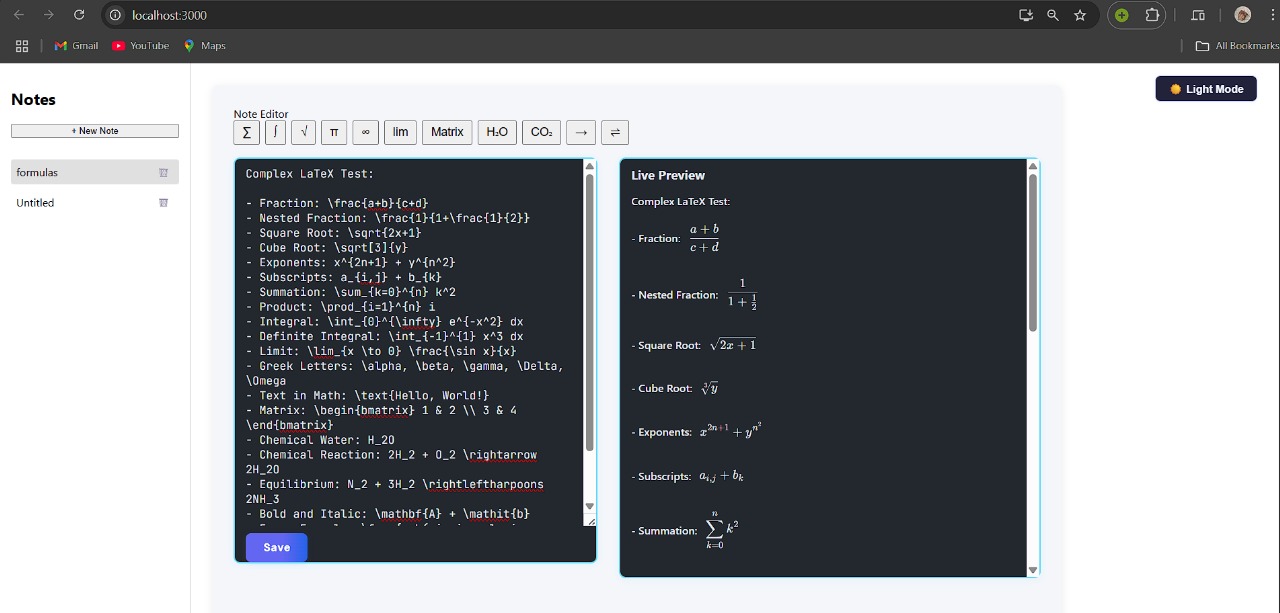 localhost:3000
Gmail YouTube Maps All Bookmarks
Notes
+ New Note
formulas
Untitled
Light Mode
Note Editor
∑ ∫ √ π ∞ lim Matrix H₂O CO₂ → ⇌
Complex LaTeX Test:
- Fraction: \frac{a+b}{c+d}
- Nested Fraction: \frac{1}{1+\frac{1}{2}}
- Square Root: \sqrt{2x+1}
- Cube Root: \sqrt[3]{y}
- Exponents: x^{2n+1} + y^{n^2}
- Subscripts: a_{i,j} + b_{k}
- Summation: \sum_{k=0}^{n} k^2
- Product: \prod_{i=1}^{n} i
- Integral: \int_{0}^{\infty} e^{-x^2} dx
- Definite Integral: \int_{-1}^{1} x^3 dx
- Limit: \lim_{x \to 0} \frac{\sin x}{x}
- Greek Letters: \alpha, \beta, \gamma, \Delta,
\Omega
- Text in Math: \text{Hello, World!}
- Matrix: \begin{bmatrix} 1 & 2 \\ 3 & 4
\end{bmatrix}
- Chemical Water: H_2O
- Chemical Reaction: 2H_2 + O_2 \rightarrow
2H_2O
- Equilibrium: N_2 + 3H_2 \rightleftharpoons
2NH_3
- Bold and Italic: \mathbf{A} + \mathit{b}
Save
Live Preview
Complex LaTeX Test:
- Fraction: \frac{a+b}{c+d}
- Nested Fraction: \frac{1}{1+\frac{1}{2}}
- Square Root: \sqrt{2x+1}
- Cube Root: \sqrt[3]{y}
- Exponents: x^{2n+1} + y^{n^2}
- Subscripts: a_{i,j} + b_k
- Summation: \sum_{k=0}^{n} k^2